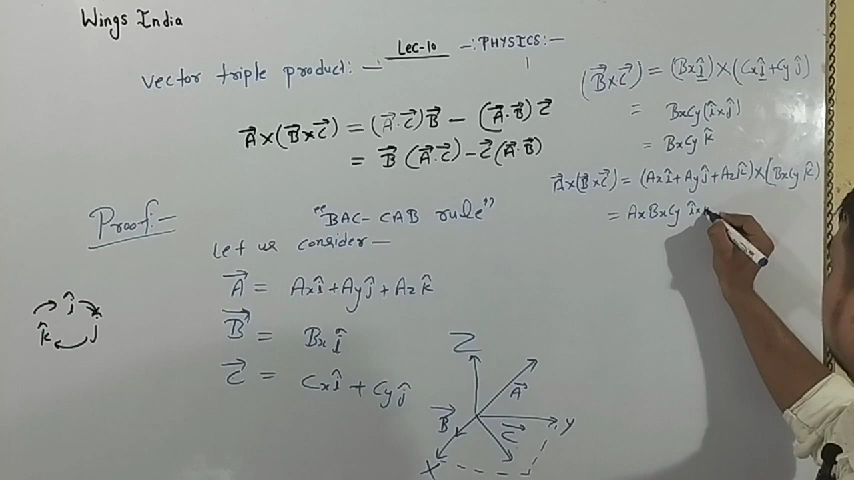 Wings India
Lec-10 -: PHYSICS:-
Vector triple product: -
A⃗×(B⃗×C⃗) = (A⃗.C⃗)B⃗ - (A⃗.B⃗)C⃗
= B⃗(A⃗.C⃗) - C⃗(A⃗.B⃗)
"BAC-CAB rule"
Proof:-
Let us consider -
A⃗ = Axî + Ayĵ + Azk̂
B⃗ = Bxî
C⃗ = Cxî + Cyĵ
ĵ
k̂ j
Z
A⃗
B⃗
C⃗
Y
X
(B⃗×C⃗) = (Bxî)×(Cxî+Cyĵ)
= BxCy(î×ĵ)
= BxCy k̂
A⃗×(B⃗×C⃗) = (Axî+Ayĵ+Azk̂)×(BxCy k̂)
= AxBxCy î×